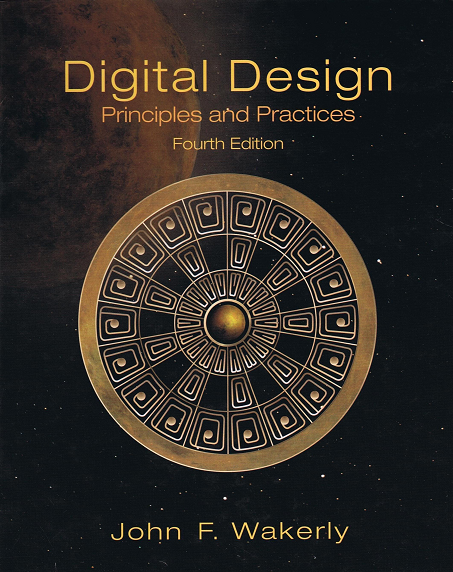 Digital Design
Principles and Practices
Fourth Edition
John F. Wakerly